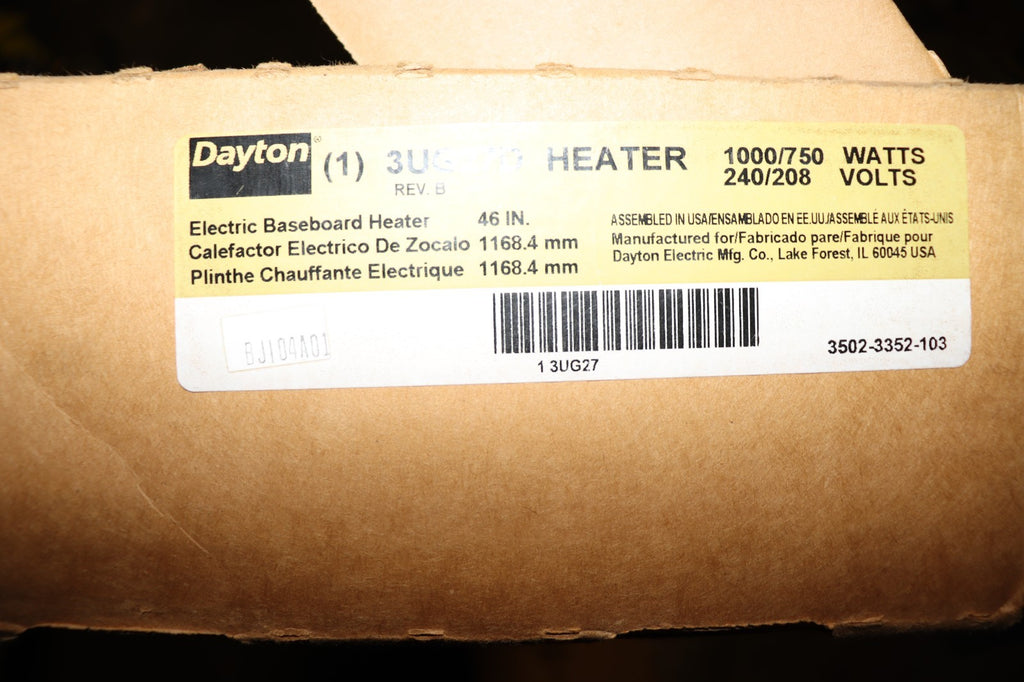 Dayton®
(1) HEATER 1000/750 WATTS
REV. B 240/208 VOLTS
Electric Baseboard Heater 46 IN.
Calefactor Electrico De Zocalo 1168.4 mm
Plinthe Chauffante Electrique 1168.4 mm
ASSEMBLED IN USA/ENSAMBLADO EN EE.UU./ASSEMBLÉ AUX ÉTATS-UNIS
Manufactured for/Fabricado pare/Fabrique pour
Dayton Electric Mfg. Co., Lake Forest, IL 60045 USA
BJ104A01
1 3UG27
3502-3352-103